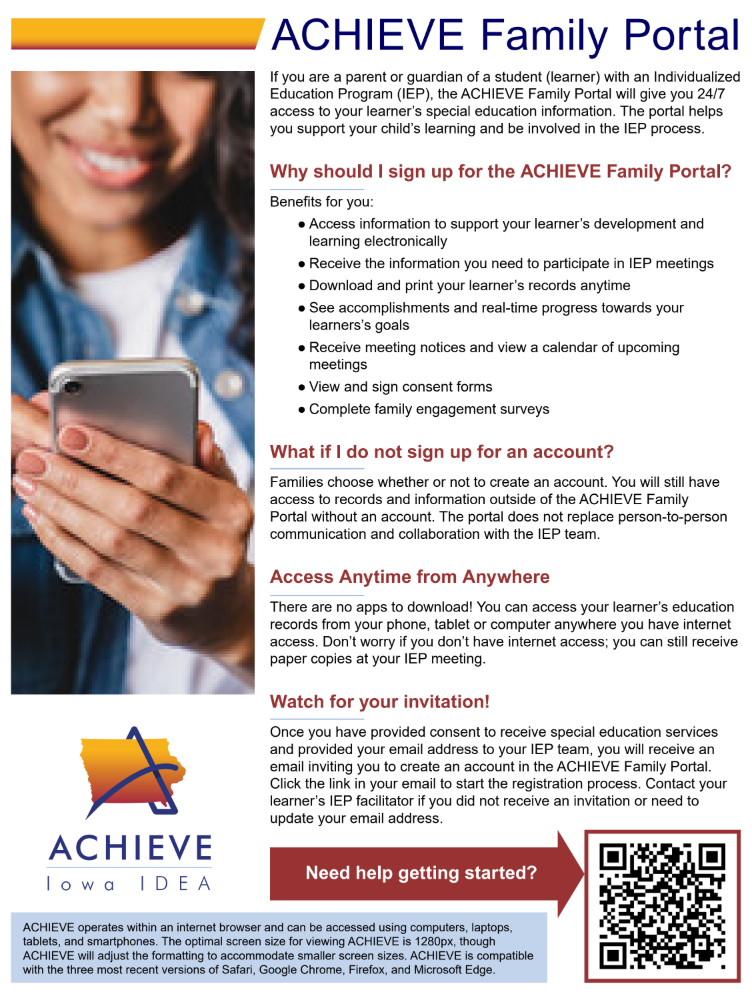 ACHIEVE Family Portal
If you are a parent or guardian of a student (learner) with an Individualized
Education Program (IEP), the ACHIEVE Family Portal will give you 24/7
access to your learner's special education information. The portal helps
you support your child's learning and be involved in the IEP process.
Why should I sign up for the ACHIEVE Family Portal?
Benefits for you:
● Access information to support your learner's development and
learning electronically
● Receive the information you need to participate in IEP meetings
● Download and print your learner's records anytime
● See accomplishments and real-time progress towards your
learners's goals
● Receive meeting notices and view a calendar of upcoming
meetings
● View and sign consent forms
● Complete family engagement surveys
What if I do not sign up for an account?
Families choose whether or not to create an account. You will still have
access to records and information outside of the ACHIEVE Family
Portal without an account. The portal does not replace person-to-person
communication and collaboration with the IEP team.
Access Anytime from Anywhere
There are no apps to download! You can access your learner's education
records from your phone, tablet or computer anywhere you have internet
access. Don't worry if you don't have internet access; you can still receive
paper copies at your IEP meeting.
Watch for your invitation!
Once you have provided consent to receive special education services
and provided your email address to your IEP team, you will receive an
email inviting you to create an account in the ACHIEVE Family Portal.
Click the link in your email to start the registration process. Contact your
learner's IEP facilitator if you did not receive an invitation or need to
update your email address.
ACHIEVE
Iowa IDEA
Need help getting started?
ACHIEVE operates within an internet browser and can be accessed using computers, laptops,
tablets, and smartphones. The optimal screen size for viewing ACHIEVE is 1280px, though
ACHIEVE will adjust the formatting to accommodate smaller screen sizes. ACHIEVE is compatible
with the three most recent versions of Safari, Google Chrome, Firefox, and Microsoft Edge.